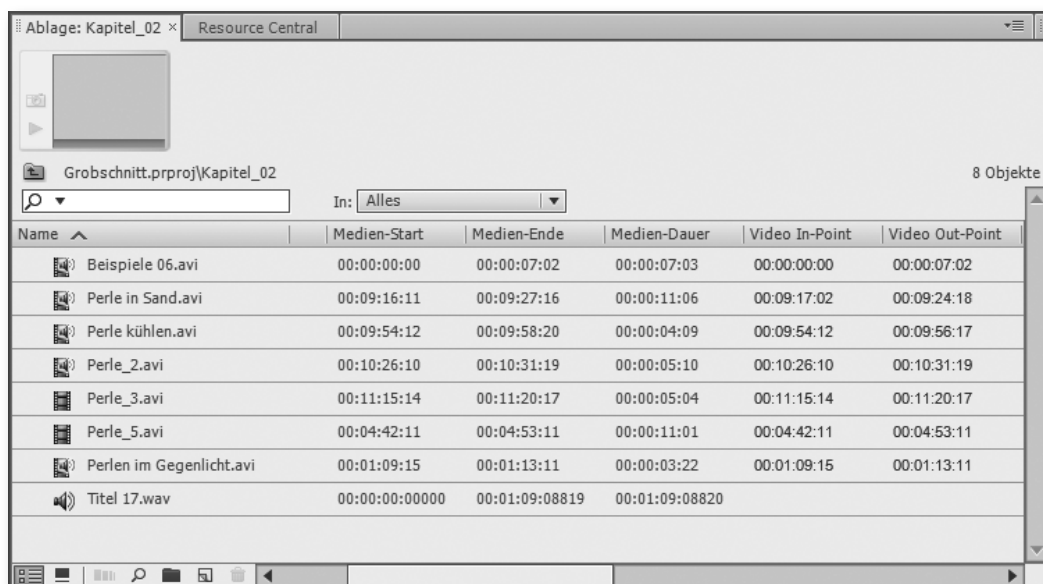 Ablage: Kapitel_02 × Resource Central
Grobschnitt.prproj\Kapitel_02 8 Objekte
In: Alles
Name Medien-Start Medien-Ende Medien-Dauer Video In-Point Video Out-Point
Beispiele 06.avi 00:00:00:00 00:00:07:02 00:00:07:03 00:00:00:00 00:00:07:02
Perle in Sand.avi 00:09:16:11 00:09:27:16 00:00:11:06 00:09:17:02 00:09:24:18
Perle kühlen.avi 00:09:54:12 00:09:58:20 00:00:04:09 00:09:54:12 00:09:56:17
Perle_2.avi 00:10:26:10 00:10:31:19 00:00:05:10 00:10:26:10 00:10:31:19
Perle_3.avi 00:11:15:14 00:11:20:17 00:00:05:04 00:11:15:14 00:11:20:17
Perle_5.avi 00:04:42:11 00:04:53:11 00:00:11:01 00:04:42:11 00:04:53:11
Perlen im Gegenlicht.avi 00:01:09:15 00:01:13:11 00:00:03:22 00:01:09:15 00:01:13:11
Titel 17.wav 00:00:00:00000 00:01:09:08819 00:01:09:08820